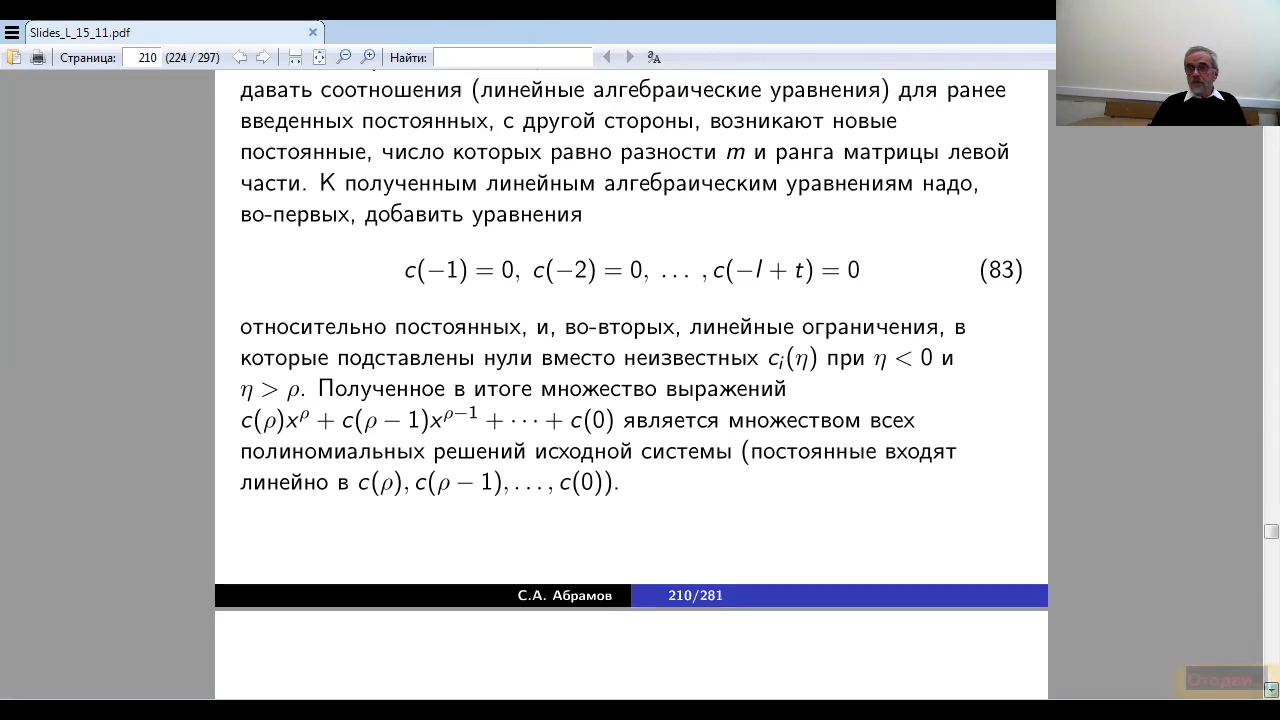 Slides_L_15_11.pdf
Страница: 210 (224 / 297) Найти:
давать соотношения (линейные алгебраические уравнения) для ранее
введенных постоянных, с другой стороны, возникают новые
постоянные, число которых равно разности m и ранга матрицы левой
части. К полученным линейным алгебраическим уравнениям надо,
во-первых, добавить уравнения
c(−1) = 0, c(−2) = 0, … , c(−l + t) = 0 (83)
относительно постоянных, и, во-вторых, линейные ограничения, в
которые подставлены нули вместо неизвестных cᵢ(η) при η < 0 и
η > ρ. Полученное в итоге множество выражений
c(ρ)x^ρ + c(ρ − 1)x^{ρ−1} + ⋯ + c(0) является множеством всех
полиномиальных решений исходной системы (постоянные входят
линейно в c(ρ), c(ρ − 1), … , c(0)).
С.А. Абрамов 210/281